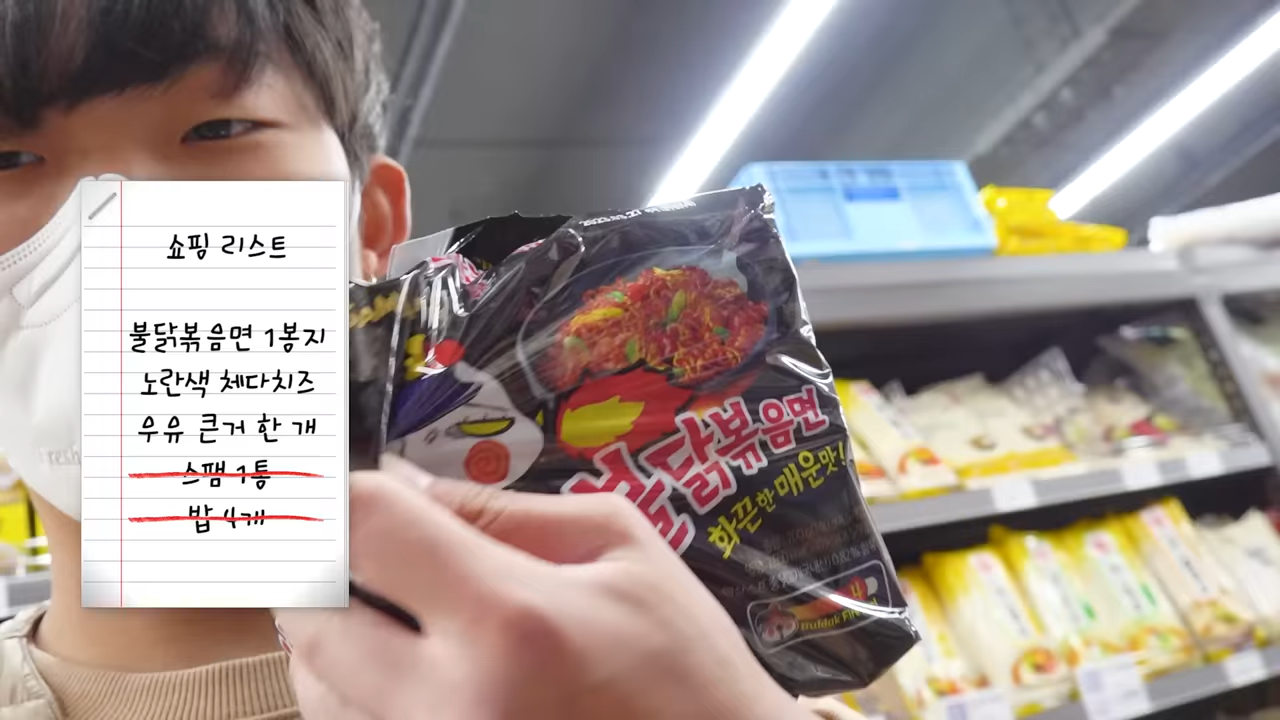 쇼핑 리스트
불닭볶음면 1봉지
노란색 체다치즈
우유 큰거 한 개
스팸 1통
밥 4개
불닭볶음면
화끈한 매운맛!
Buldak